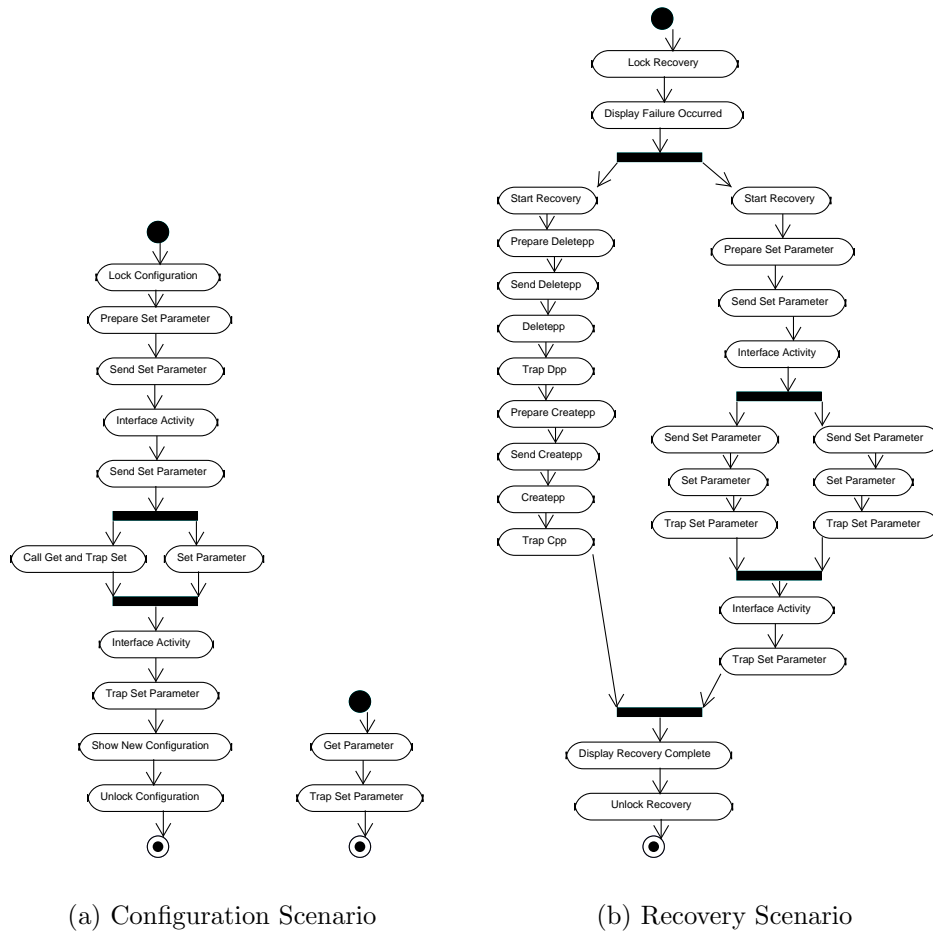 Lock Configuration
Prepare Set Parameter
Send Set Parameter
Interface Activity
Send Set Parameter
Call Get and Trap Set
Set Parameter
Interface Activity
Trap Set Parameter
Show New Configuration
Unlock Configuration
Get Parameter
Trap Set Parameter
(a) Configuration Scenario
Lock Recovery
Display Failure Occurred
Start Recovery
Prepare Deletepp
Send Deletepp
Deletepp
Trap Dpp
Prepare Createpp
Send Createpp
Createpp
Trap Cpp
Start Recovery
Prepare Set Parameter
Send Set Parameter
Interface Activity
Send Set Parameter
Set Parameter
Trap Set Parameter
Send Set Parameter
Set Parameter
Trap Set Parameter
Interface Activity
Trap Set Parameter
Display Recovery Complete
Unlock Recovery
(b) Recovery Scenario